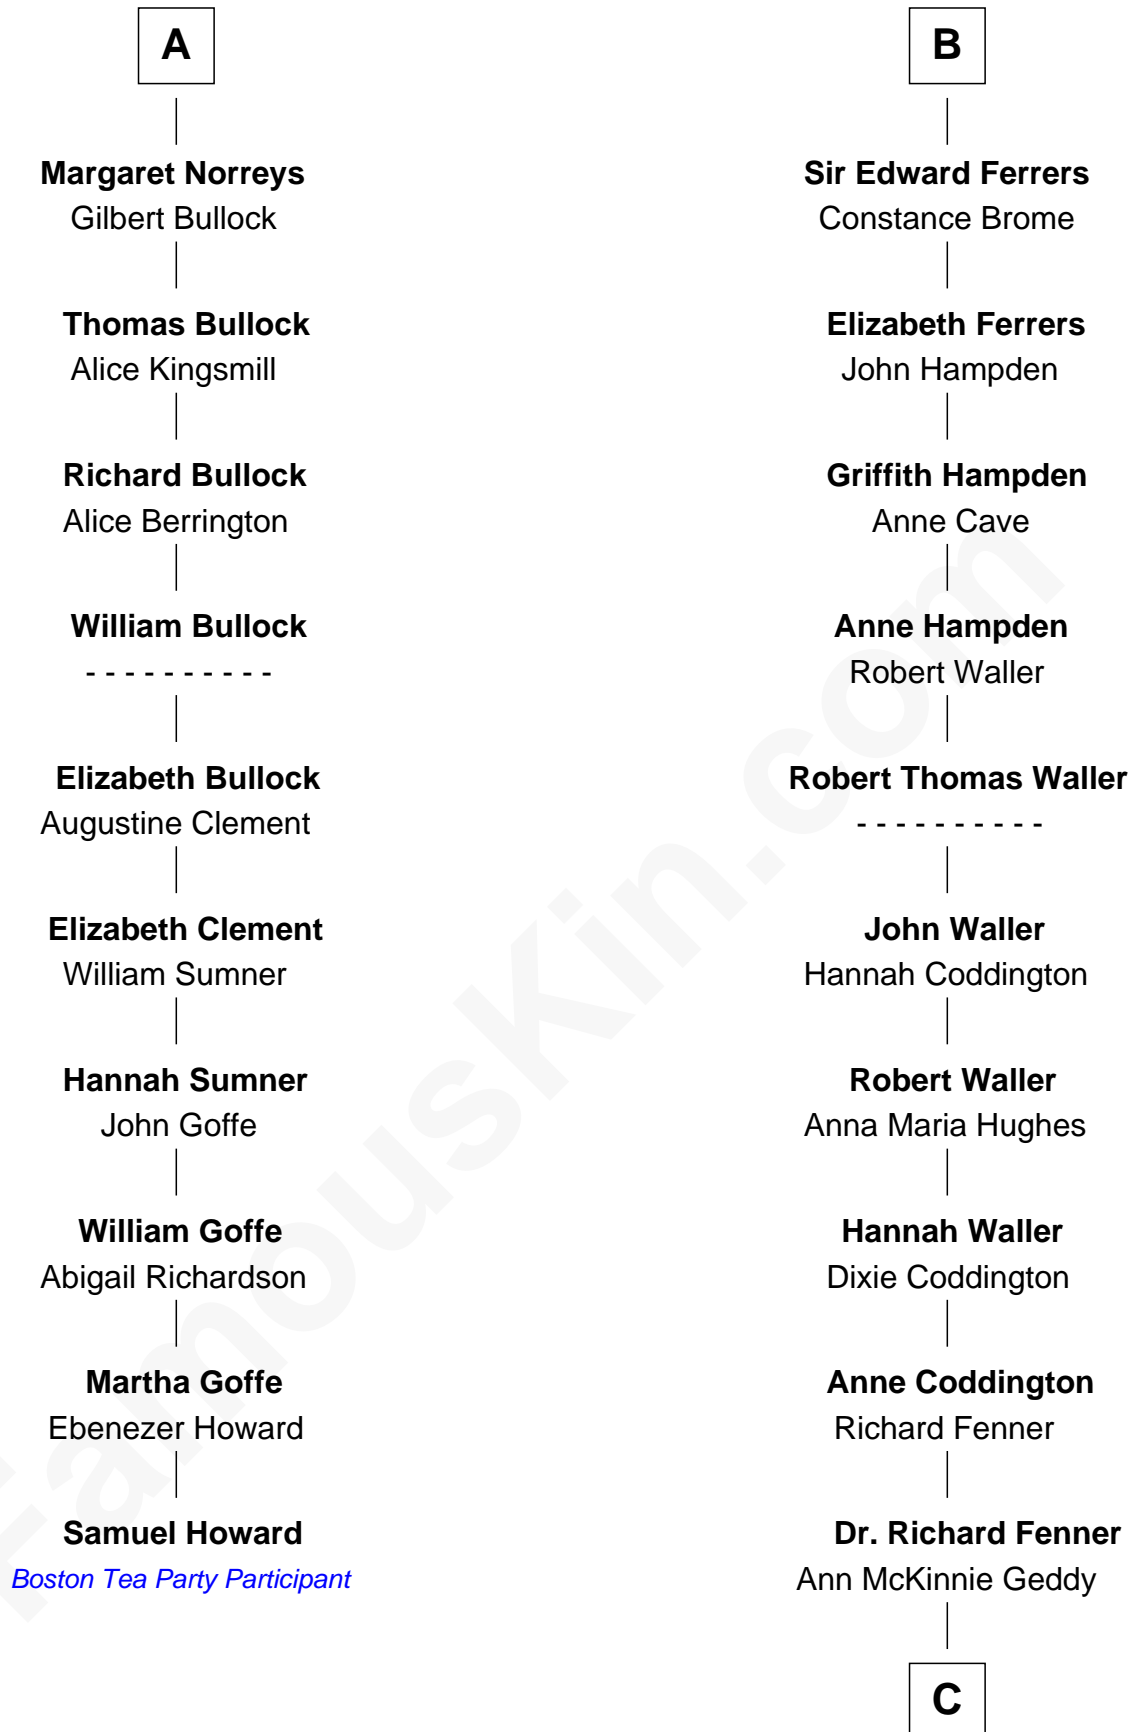 A
Margaret Norreys
Gilbert Bullock
Thomas Bullock
Alice Kingsmill
Richard Bullock
Alice Berrington
William Bullock
- - - - - - - - - -
Elizabeth Bullock
Augustine Clement
Elizabeth Clement
William Sumner
Hannah Sumner
John Goffe
William Goffe
Abigail Richardson
Martha Goffe
Ebenezer Howard
Samuel Howard
Boston Tea Party Participant
B
Sir Edward Ferrers
Constance Brome
Elizabeth Ferrers
John Hampden
Griffith Hampden
Anne Cave
Anne Hampden
Robert Waller
Robert Thomas Waller
- - - - - - - - - -
John Waller
Hannah Coddington
Robert Waller
Anna Maria Hughes
Hannah Waller
Dixie Coddington
Anne Coddington
Richard Fenner
Dr. Richard Fenner
Ann McKinnie Geddy
C
FamousKin.com